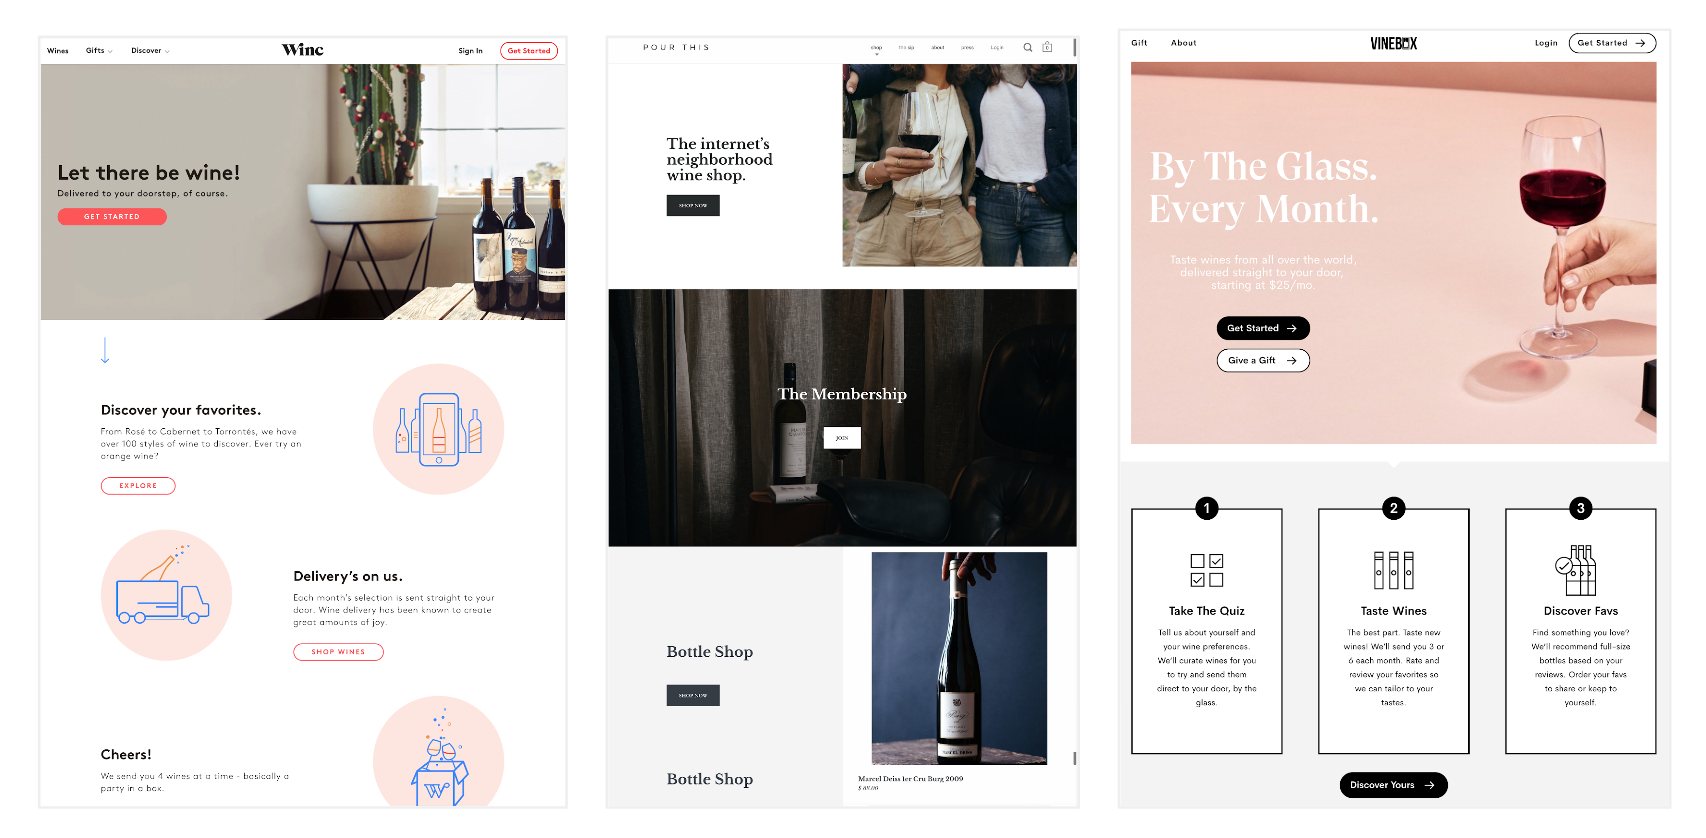 Wines Gifts Discover Winc Sign In Get Started
Let there be wine!
Delivered to your doorstep, of course.
GET STARTED
Discover your favorites.
From Rosé to Cabernet to Torrontés, we have
over 100 styles of wine to discover. Ever try an
orange wine?
EXPLORE
Delivery's on us.
Each month's selection is sent straight to your
door. Wine delivery has been known to create
great amounts of joy.
SHOP WINES
Cheers!
We send you 4 wines at a time - basically a
party in a box.
W
POUR THIS shop the sip about press Login 0
The internet's
neighborhood
wine shop.
SHOP NOW
The Membership
JOIN
Bottle Shop
SHOP NOW
Bottle Shop
Marcel Deiss 1er Cru Burg 2009
$ 68.00
Gift About VINEBOX Login Get Started
By The Glass.
Every Month.
Taste wines from all over the world,
delivered straight to your door,
starting at $25/mo.
Get Started
Give a Gift
1
Take The Quiz
Tell us about yourself and
your wine preferences.
We'll curate wines for you
to try and send them
direct to your door, by the
glass.
2
Taste Wines
The best part. Taste new
wines! We'll send you 3 or
6 each month. Rate and
review your favorites so
we can tailor to your
tastes.
3
Discover Favs
Find something you love?
We'll recommend full-size
bottles based on your
reviews. Order your favs
to share or keep to
yourself.
Discover Yours